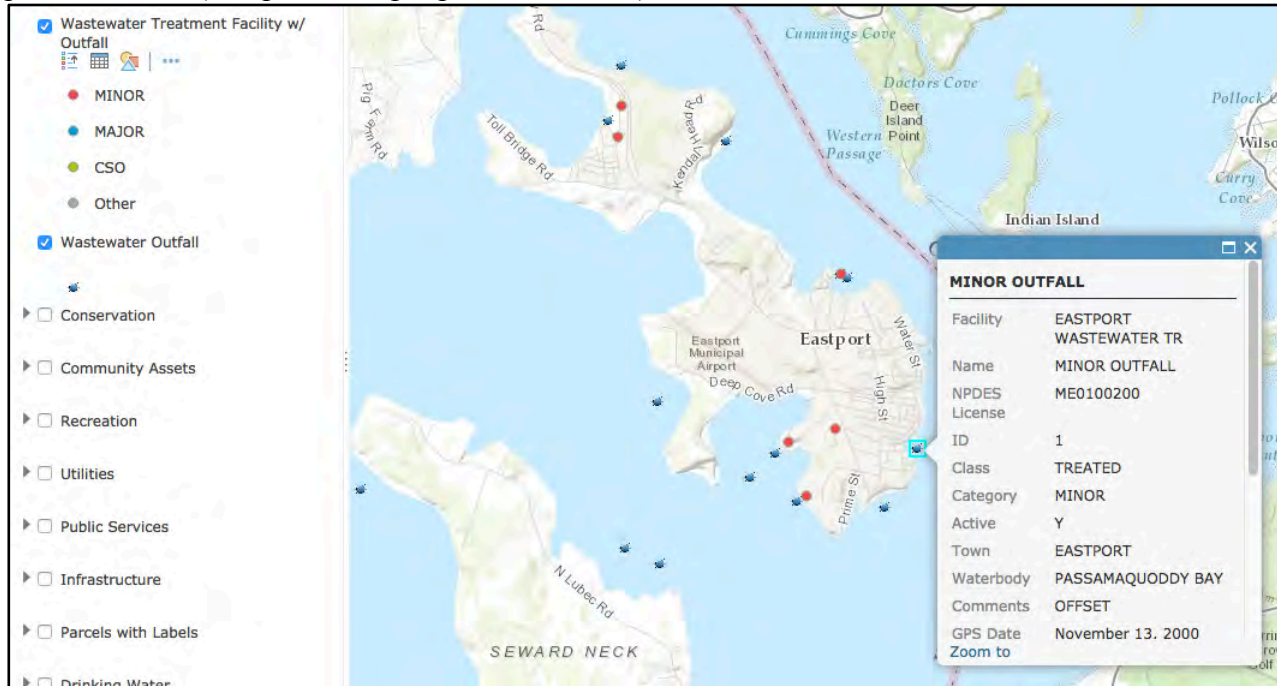 Wastewater Treatment Facility w/
Outfall
MINOR
MAJOR
CSO
Other
Wastewater Outfall
Conservation
Community Assets
Recreation
Utilities
Public Services
Infrastructure
Parcels with Labels
Drinking Water
Rd
Cummings Cove
Doctors Cove
Deer
Island
Point
Western
Passage
Pollock
Wilso
Curry
Cove
Indian Island
Toll Bridge Rd
Kendall Head Rd
Eastport
Municipal
Airport
Eastport
Water St
Deep Cove Rd
High St
Prime St
N Lubec Rd
SEWARD NECK
MINOR OUTFALL
Facility EASTPORT
WASTEWATER TR
Name MINOR OUTFALL
NPDES ME0100200
License
ID 1
Class TREATED
Category MINOR
Active Y
Town EASTPORT
Waterbody PASSAMAQUODDY BAY
Comments OFFSET
GPS Date November 13. 2000
Zoom to